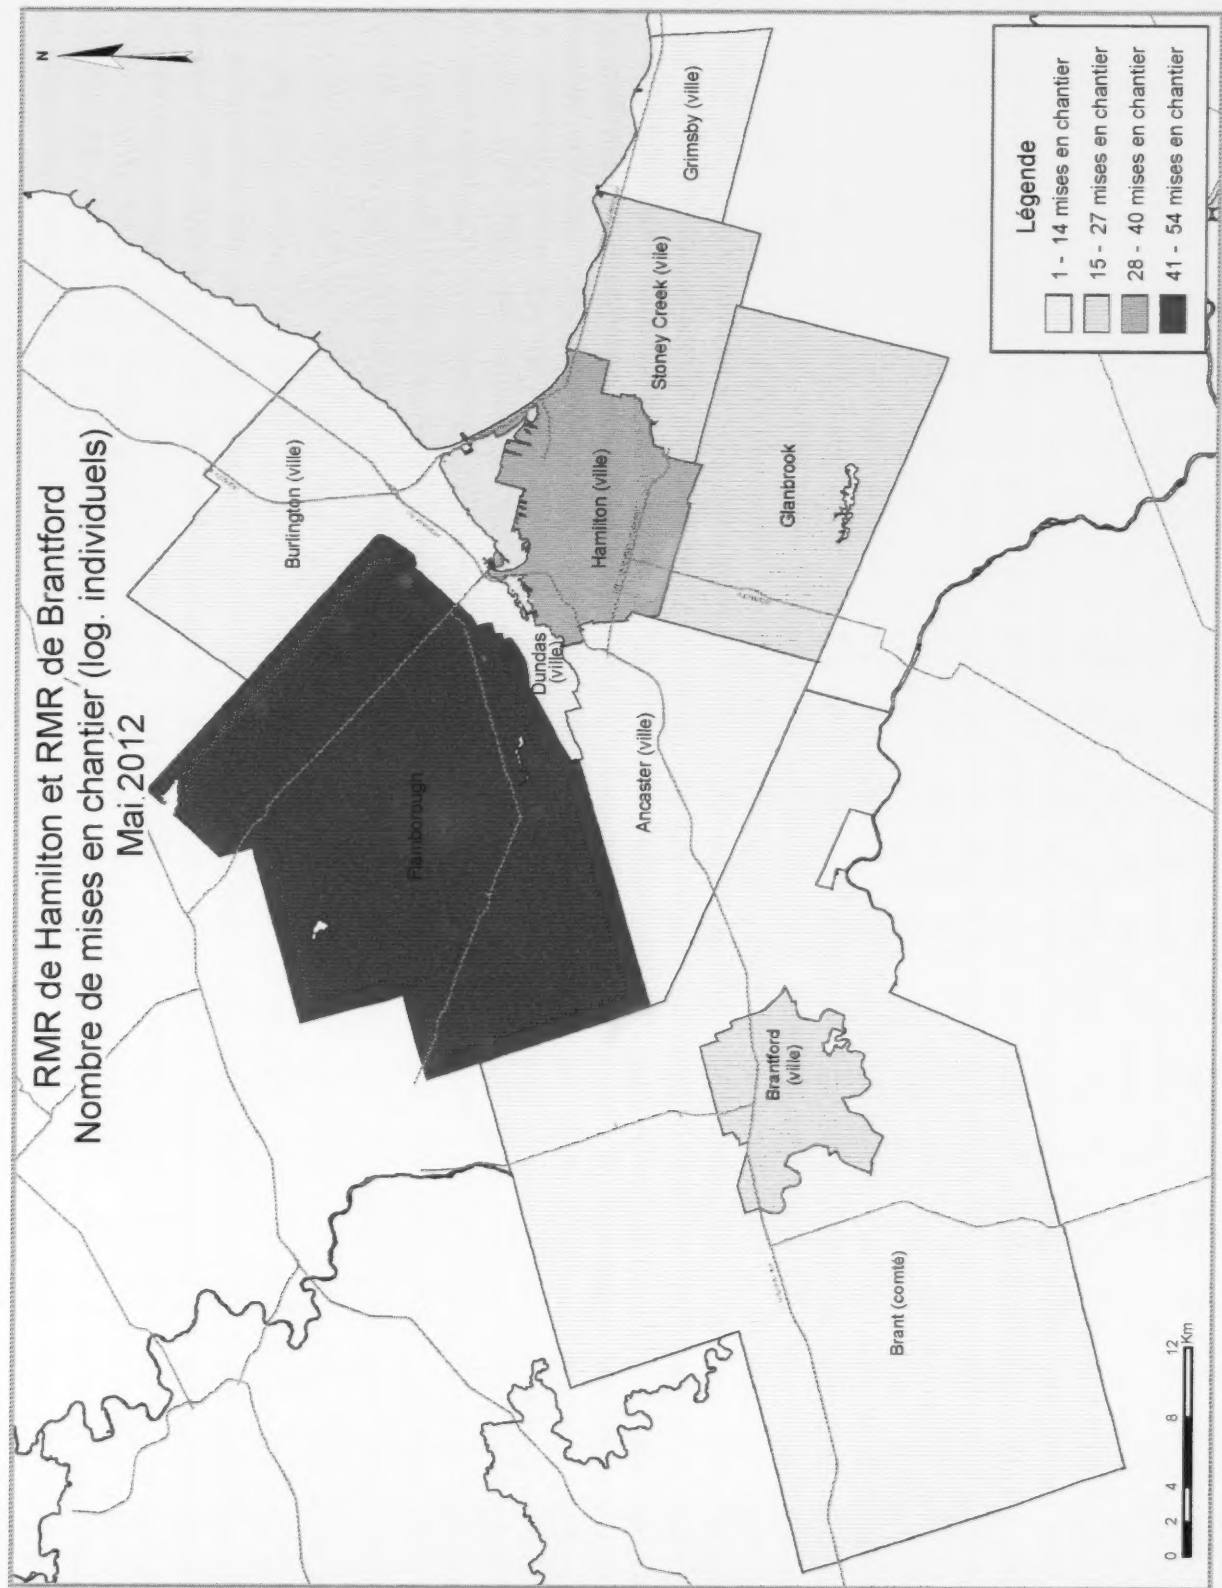 RMR de Hamilton et RMR de Brantford
Nombre de mises en chantier (log. individuels)
Mai 2012
N
Burlington (ville)
Flamborough
Dundas
(ville)
Hamilton (ville)
Stoney Creek (ville)
Grimsby (ville)
Ancaster (ville)
Glanbrook
Brantford
(ville)
Brant (comté)
Légende
1 - 14 mises en chantier
15 - 27 mises en chantier
28 - 40 mises en chantier
41 - 54 mises en chantier
0 2 4 8 12
Km